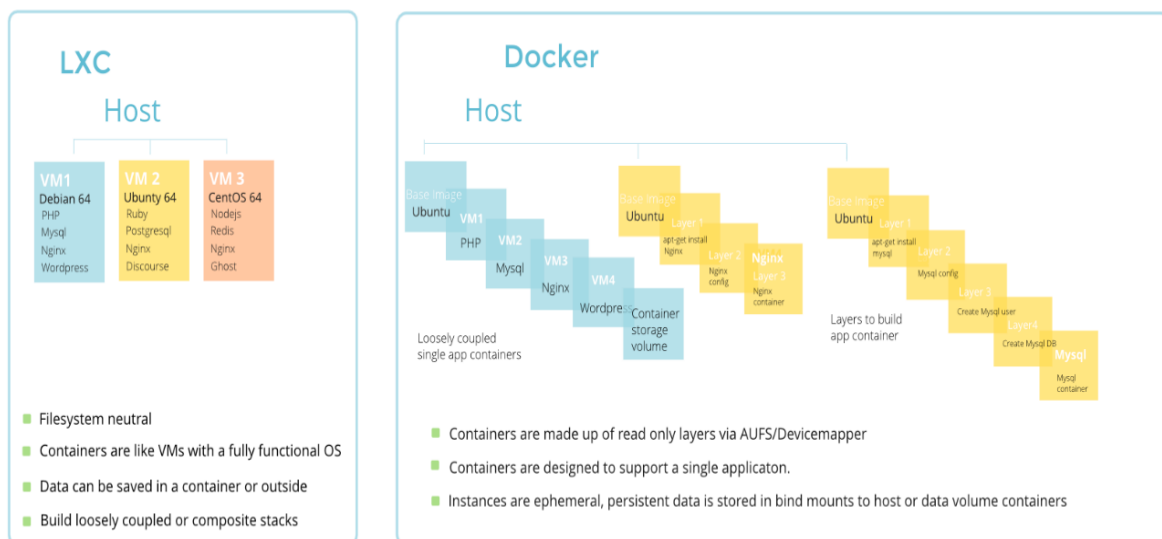 LXC
Host
VM1
Debian 64
PHP
Mysql
Nginx
Wordpress
VM 2
Ubunty 64
Ruby
Postgresql
Nginx
Discourse
VM 3
CentOS 64
Nodejs
Redis
Nginx
Ghost
Filesystem neutral
Containers are like VMs with a fully functional OS
Data can be saved in a container or outside
Build loosely coupled or composite stacks
Docker
Host
Base Image
Ubuntu
VM1
PHP
VM2
Mysql
VM3
Nginx
VM4
Wordpress
Container
storage
volume
Loosely coupled
single app containers
Base Image
Ubuntu
Layer 1
apt-get install
Nginx
Layer 2
Nginx
config
Nginx
Layer 3
Nginx
container
Base Image
Ubuntu
Layer 1
apt-get install
mysql
Layer 2
Mysql config
Layer 3
Create Mysql user
Layer4
Create Mysql DB
Mysql
Mysql
container
Layers to build
app container
Containers are made up of read only layers via AUFS/Devicemapper
Containers are designed to support a single applicaton.
Instances are ephemeral, persistent data is stored in bind mounts to host or data volume containers